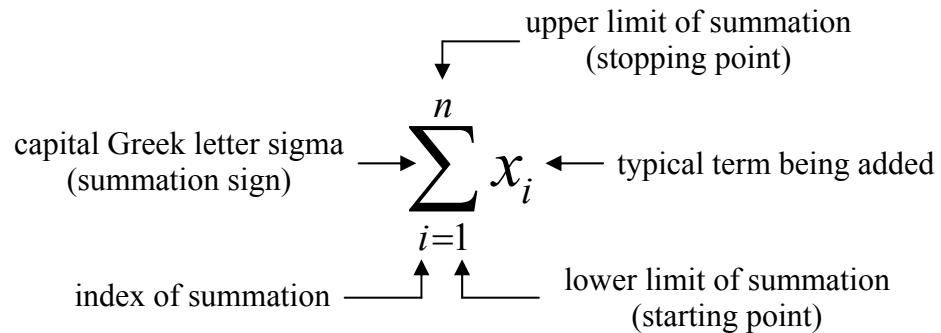 upper limit of summation
(stopping point)
n
capital Greek letter sigma
(summation sign)
∑ xᵢ
typical term being added
i=1
index of summation
lower limit of summation
(starting point)